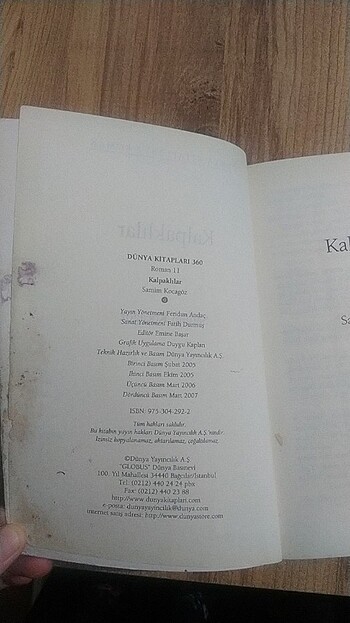 DÜNYA KİTAPLARI 360
Roman 11
Kalpaklılar
Samim Kocagöz
Yayın Yönetmeni Feridun Andaç
Sanat Yönetmeni Fatih Durmuş
Editör Emine Başat
Grafik Uygulama Duygu Kaplan
Teknik Hazırlık ve Basım Dünya Yayıncılık A.Ş.
Birinci Basım Şubat 2005
İkinci Basım Ekim 2005
Üçüncü Basım Mart 2006
Dördüncü Basım Mart 2007
ISBN: 975-304-292-2
Tüm hakları saklıdır.
Bu kitabın yayın hakları Dünya Yayıncılık A.Ş.'nindir.
İzinsiz kopyalanamaz, aktarılamaz, çoğaltılamaz.
©Dünya Yayıncılık A.Ş.
"GLOBUS" Dünya Basınevi
100. Yıl Mahallesi 34440 Bağcılar/İstanbul
Tel: (0212) 440 24 24 pbx
Fax: (0212) 440 23 88
http://www.dunyakitaplari.com
e-posta: dunyayayincilik@dunya.com
internet satış adresi: http://www.dunyastore.com
Ka
Sa